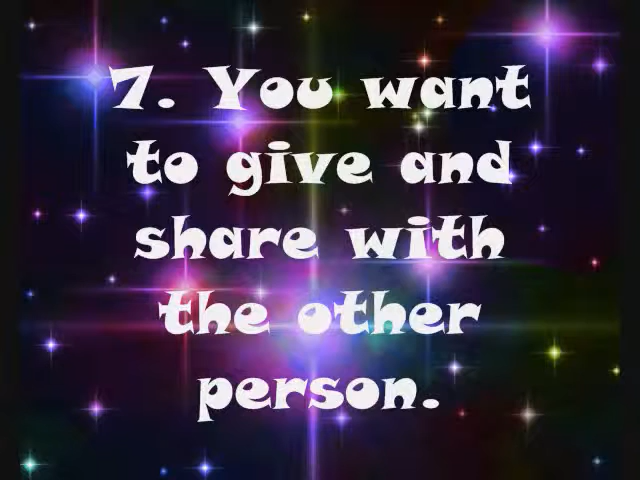 7. You want
to give and
share with
the other
person.